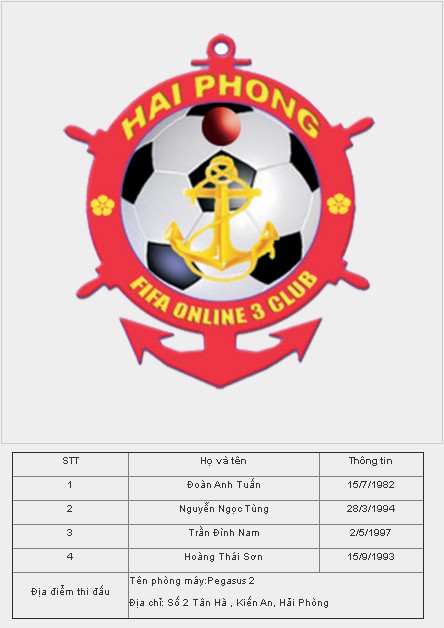 HAI PHONG
FIFA ONLINE 3 CLUB
STT Họ và tên Thông tin
1 Đoàn Anh Tuấn 15/7/1982
2 Nguyễn Ngọc Tùng 28/3/1994
3 Trần Đình Nam 2/5/1997
4 Hoàng Thái Sơn 15/9/1993
Địa điểm thi đấu
Tên phòng máy:Pegasus 2
Địa chỉ: Số 2 Tân Hà , Kiến An, Hải Phòng